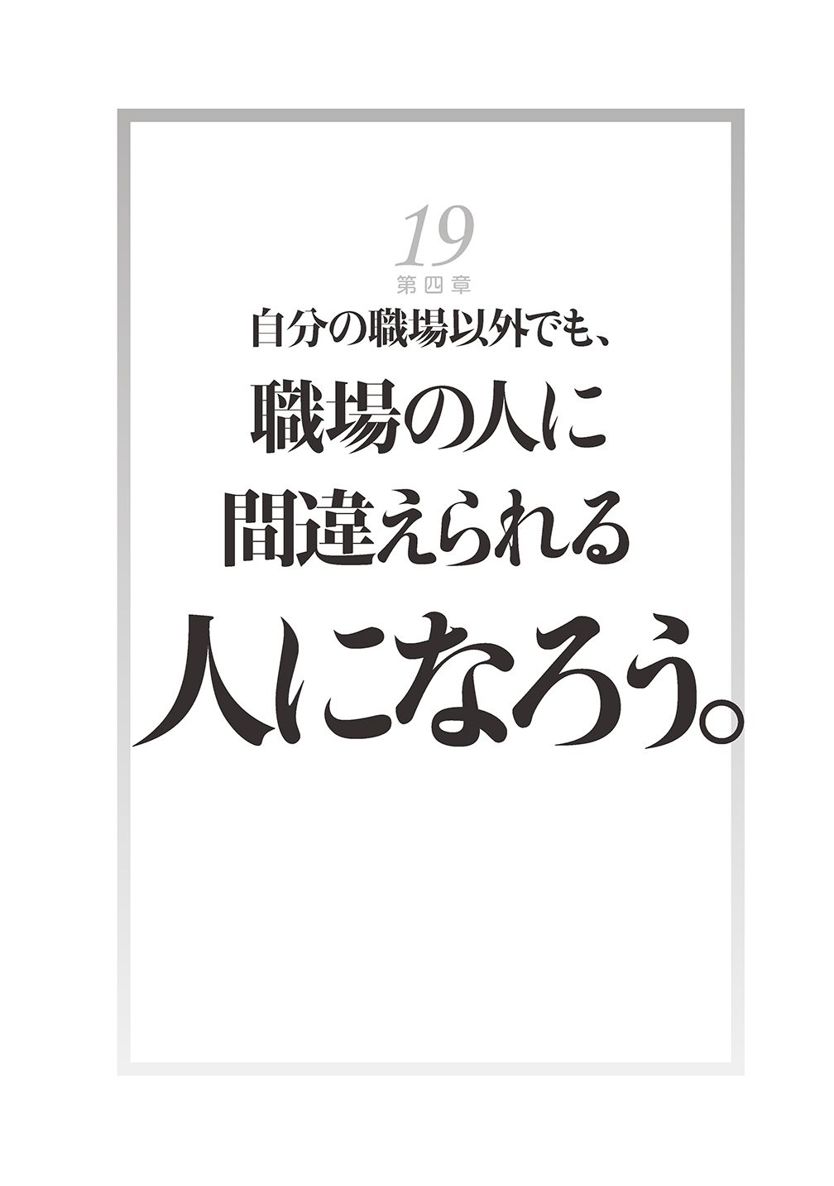 19
第四章
自分の職場以外でも、
職場の人に
間違えられる
人になろう。